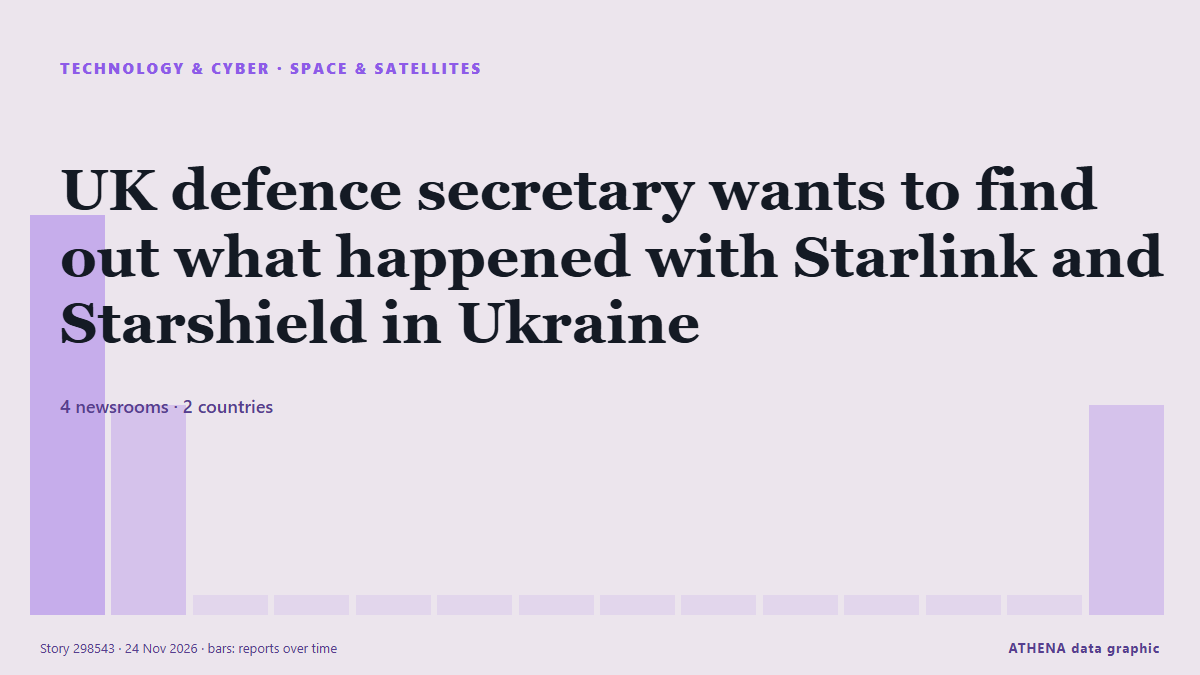 TECHNOLOGY & CYBER · SPACE & SATELLITES
UK defence secretary wants to find
out what happened with Starlink and
Starshield in Ukraine
4 newsrooms · 2 countries
Story 298543 · 24 Nov 2026 · bars: reports over time
ATHENA data graphic